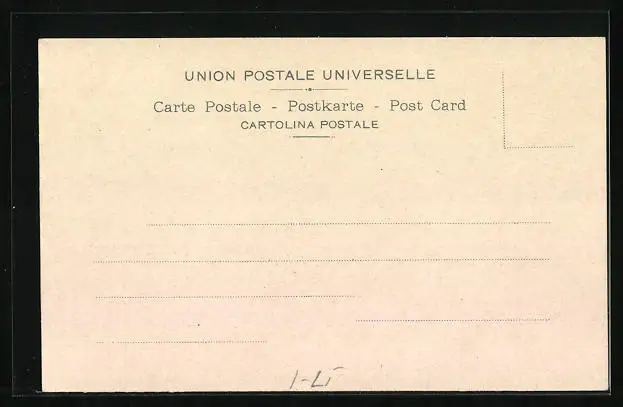 UNION POSTALE UNIVERSELLE
Carte Postale - Postkarte - Post Card
CARTOLINA POSTALE